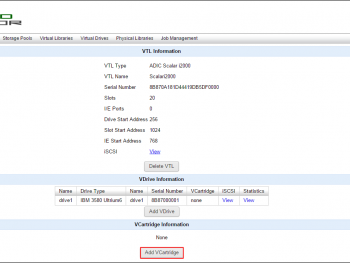 Storage Pools Virtual Libraries Virtual Drives Physical Libraries Job Management
VTL Information
VTL Type ADIC Scalar i2000
VTL Name Scalari2000
Serial Number
Slots 20
I/E Ports 8
Drive Start Address 256
Slot Start Address 1024
IE Start Address 768
iSCSI View
Delete VTL
VDrive Information
Name Drive Type Name Serial Number VCartridge iSCSI Statistics
drive1 IBM 3580 Ultrium6 drive1 none View View
Add VDrive
VCartridge Information
None
Add VCartridge